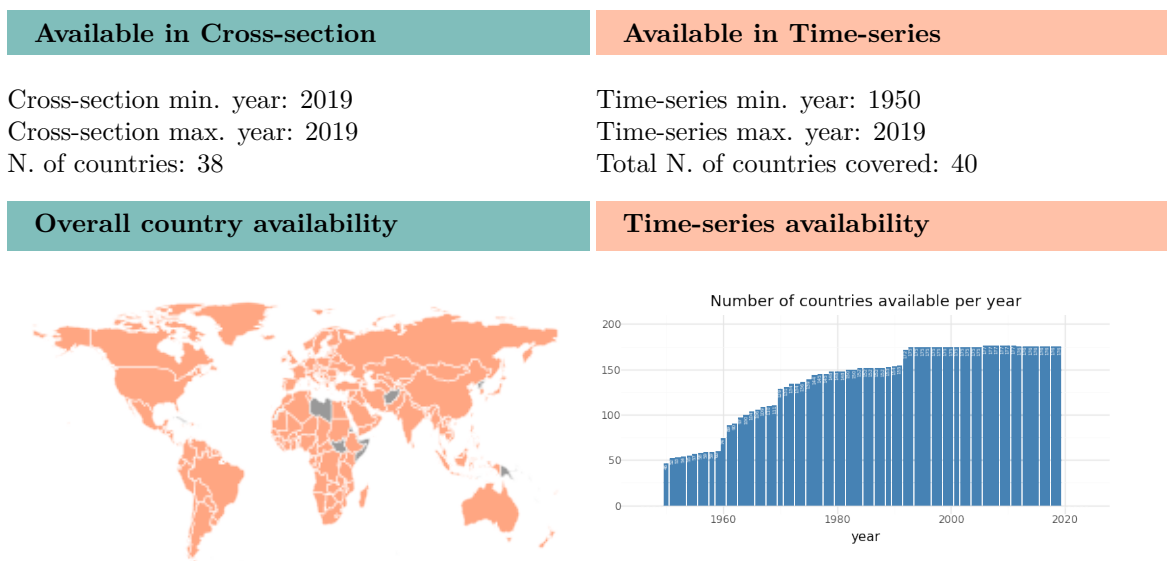 Available in Cross-section
Available in Time-series
Cross-section min. year: 2019
Cross-section max. year: 2019
N. of countries: 38
Time-series min. year: 1950
Time-series max. year: 2019
Total N. of countries covered: 40
Overall country availability
Time-series availability
Number of countries available per year
200
150
100
50
0
1960 1980 2000 2020
year